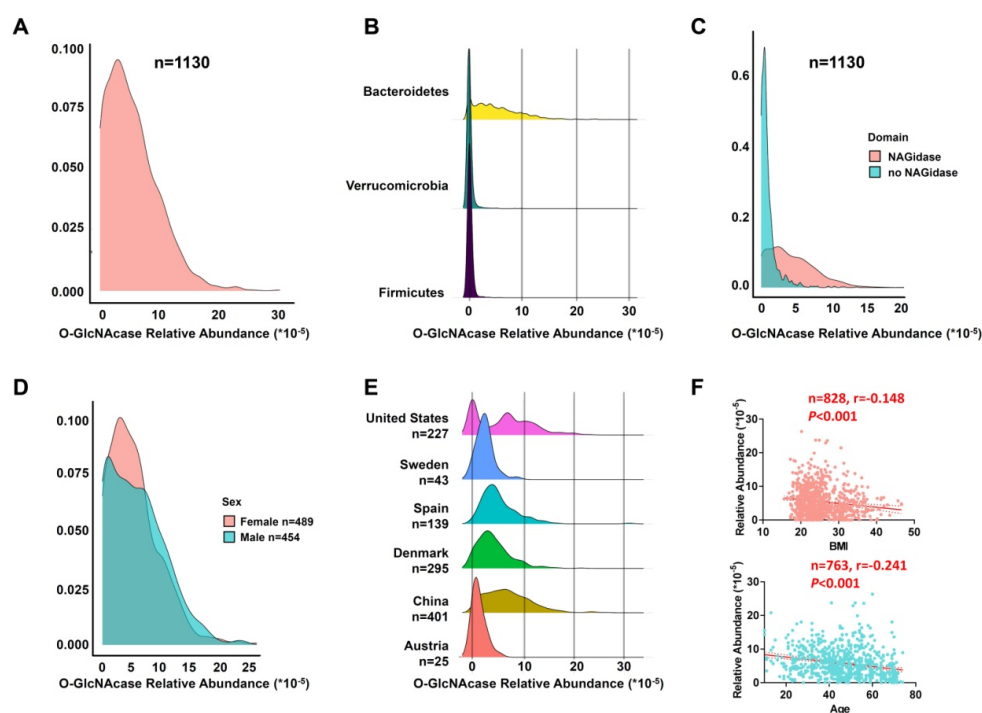 A
n=1130
0.100
0.075
0.050
0.025
0.000
0 10 20 30
O-GlcNAcase Relative Abundance (*10-5)
B
Bacteroidetes
Verrucomicrobia
Firmicutes
0 10 20 30
O-GlcNAcase Relative Abundance (*10-5)
C
n=1130
0.6
0.4
0.2
0.0
Domain
NAGidase
no NAGidase
0 5 10 15 20
O-GlcNAcase Relative Abundance (*10-5)
D
0.100
0.075
0.050
0.025
0.000
Sex
Female n=489
Male n=454
0 5 10 15 20 25
O-GlcNAcase Relative Abundance (*10-5)
E
United States
n=227
Sweden
n=43
Spain
n=139
Denmark
n=295
China
n=401
Austria
n=25
0 10 20 30
O-GlcNAcase Relative Abundance (*10-5)
F
n=828, r=-0.148
P<0.001
Relative Abundance (*10-5)
30
20
10
0
10 20 30 40 50
BMI
n=763, r=-0.241
P<0.001
Relative Abundance (*10-5)
30
20
10
0
20 40 60 80
Age